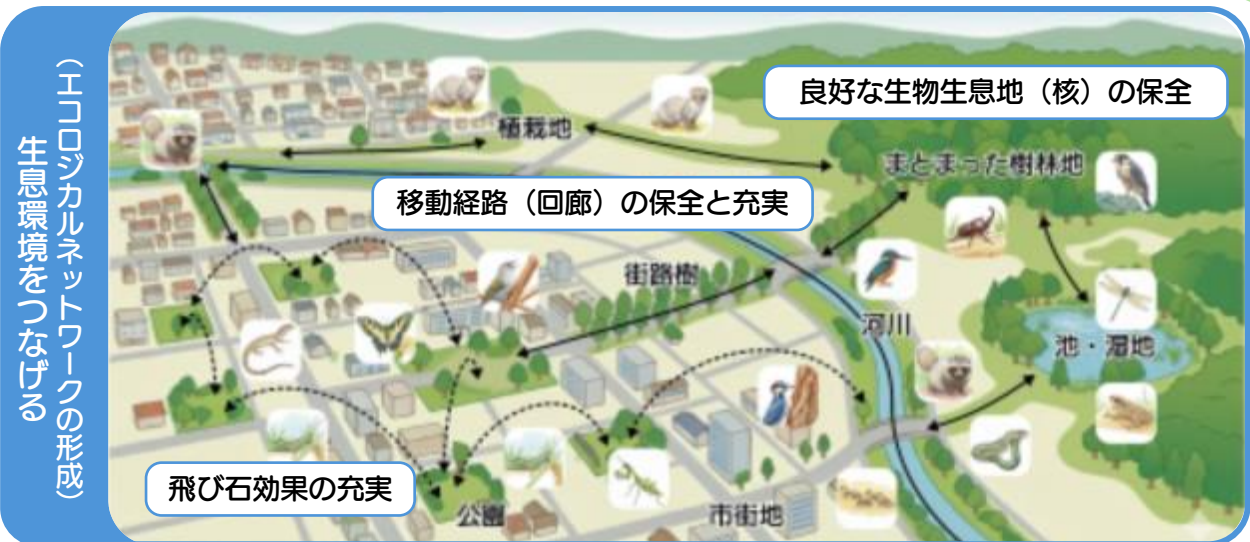 生息環境をつなげる
（エコロジカルネットワークの形成）
良好な生物生息地（核）の保全
植栽地
まとまった樹林地
移動経路（回廊）の保全と充実
街路樹
河川
池・湿地
飛び石効果の充実
公園
市街地